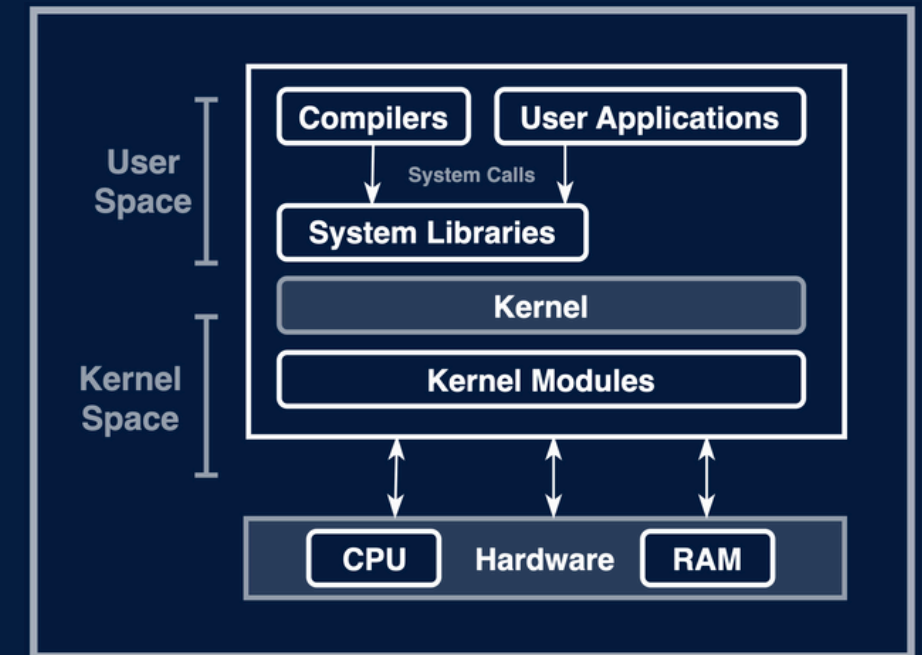 Compilers
User Applications
User
Space
System Calls
System Libraries
Kernel
Kernel
Space
Kernel Modules
CPU
Hardware
RAM